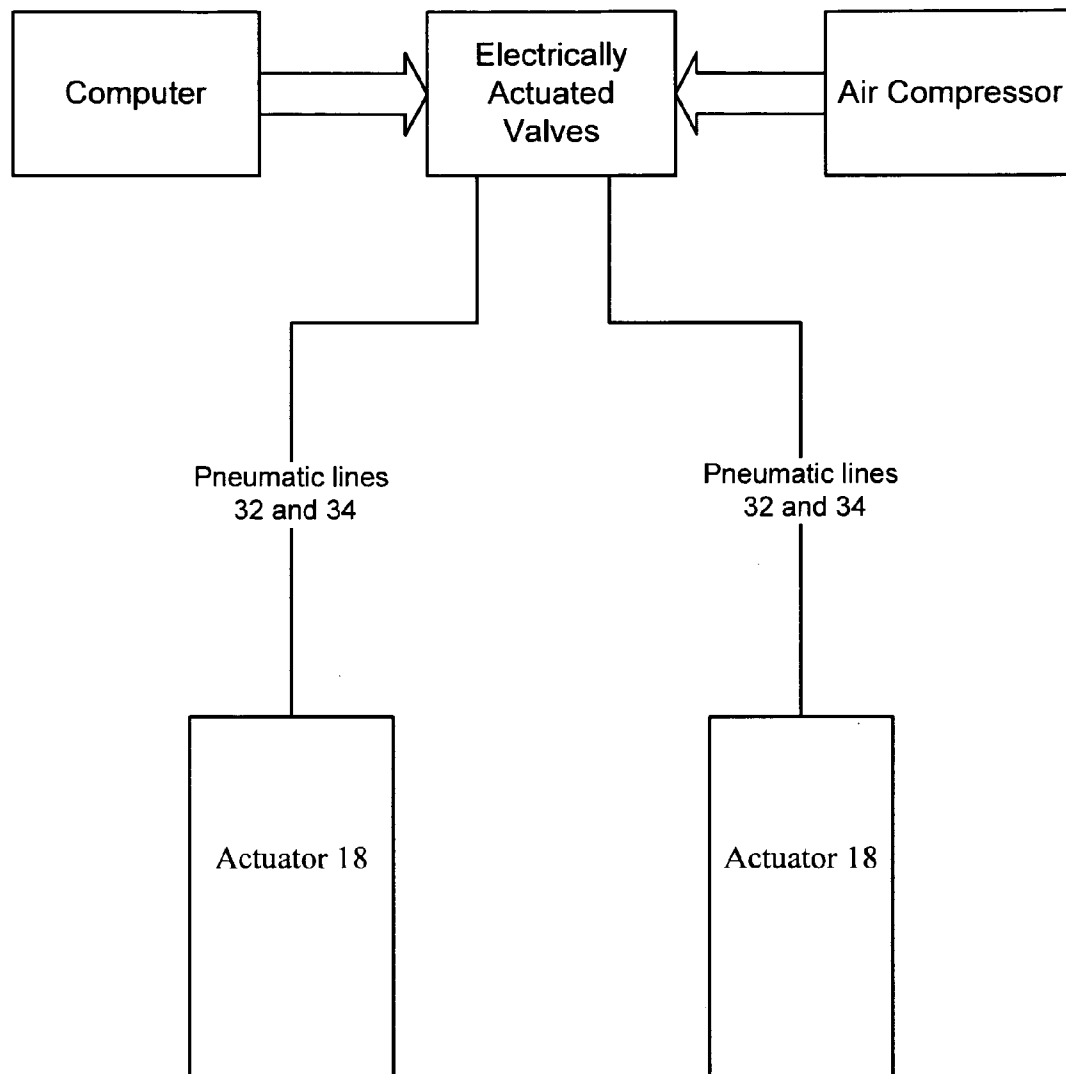 Computer
Electrically
Actuated
Valves
Air Compressor
Pneumatic lines
32 and 34
Pneumatic lines
32 and 34
Actuator 18
Actuator 18